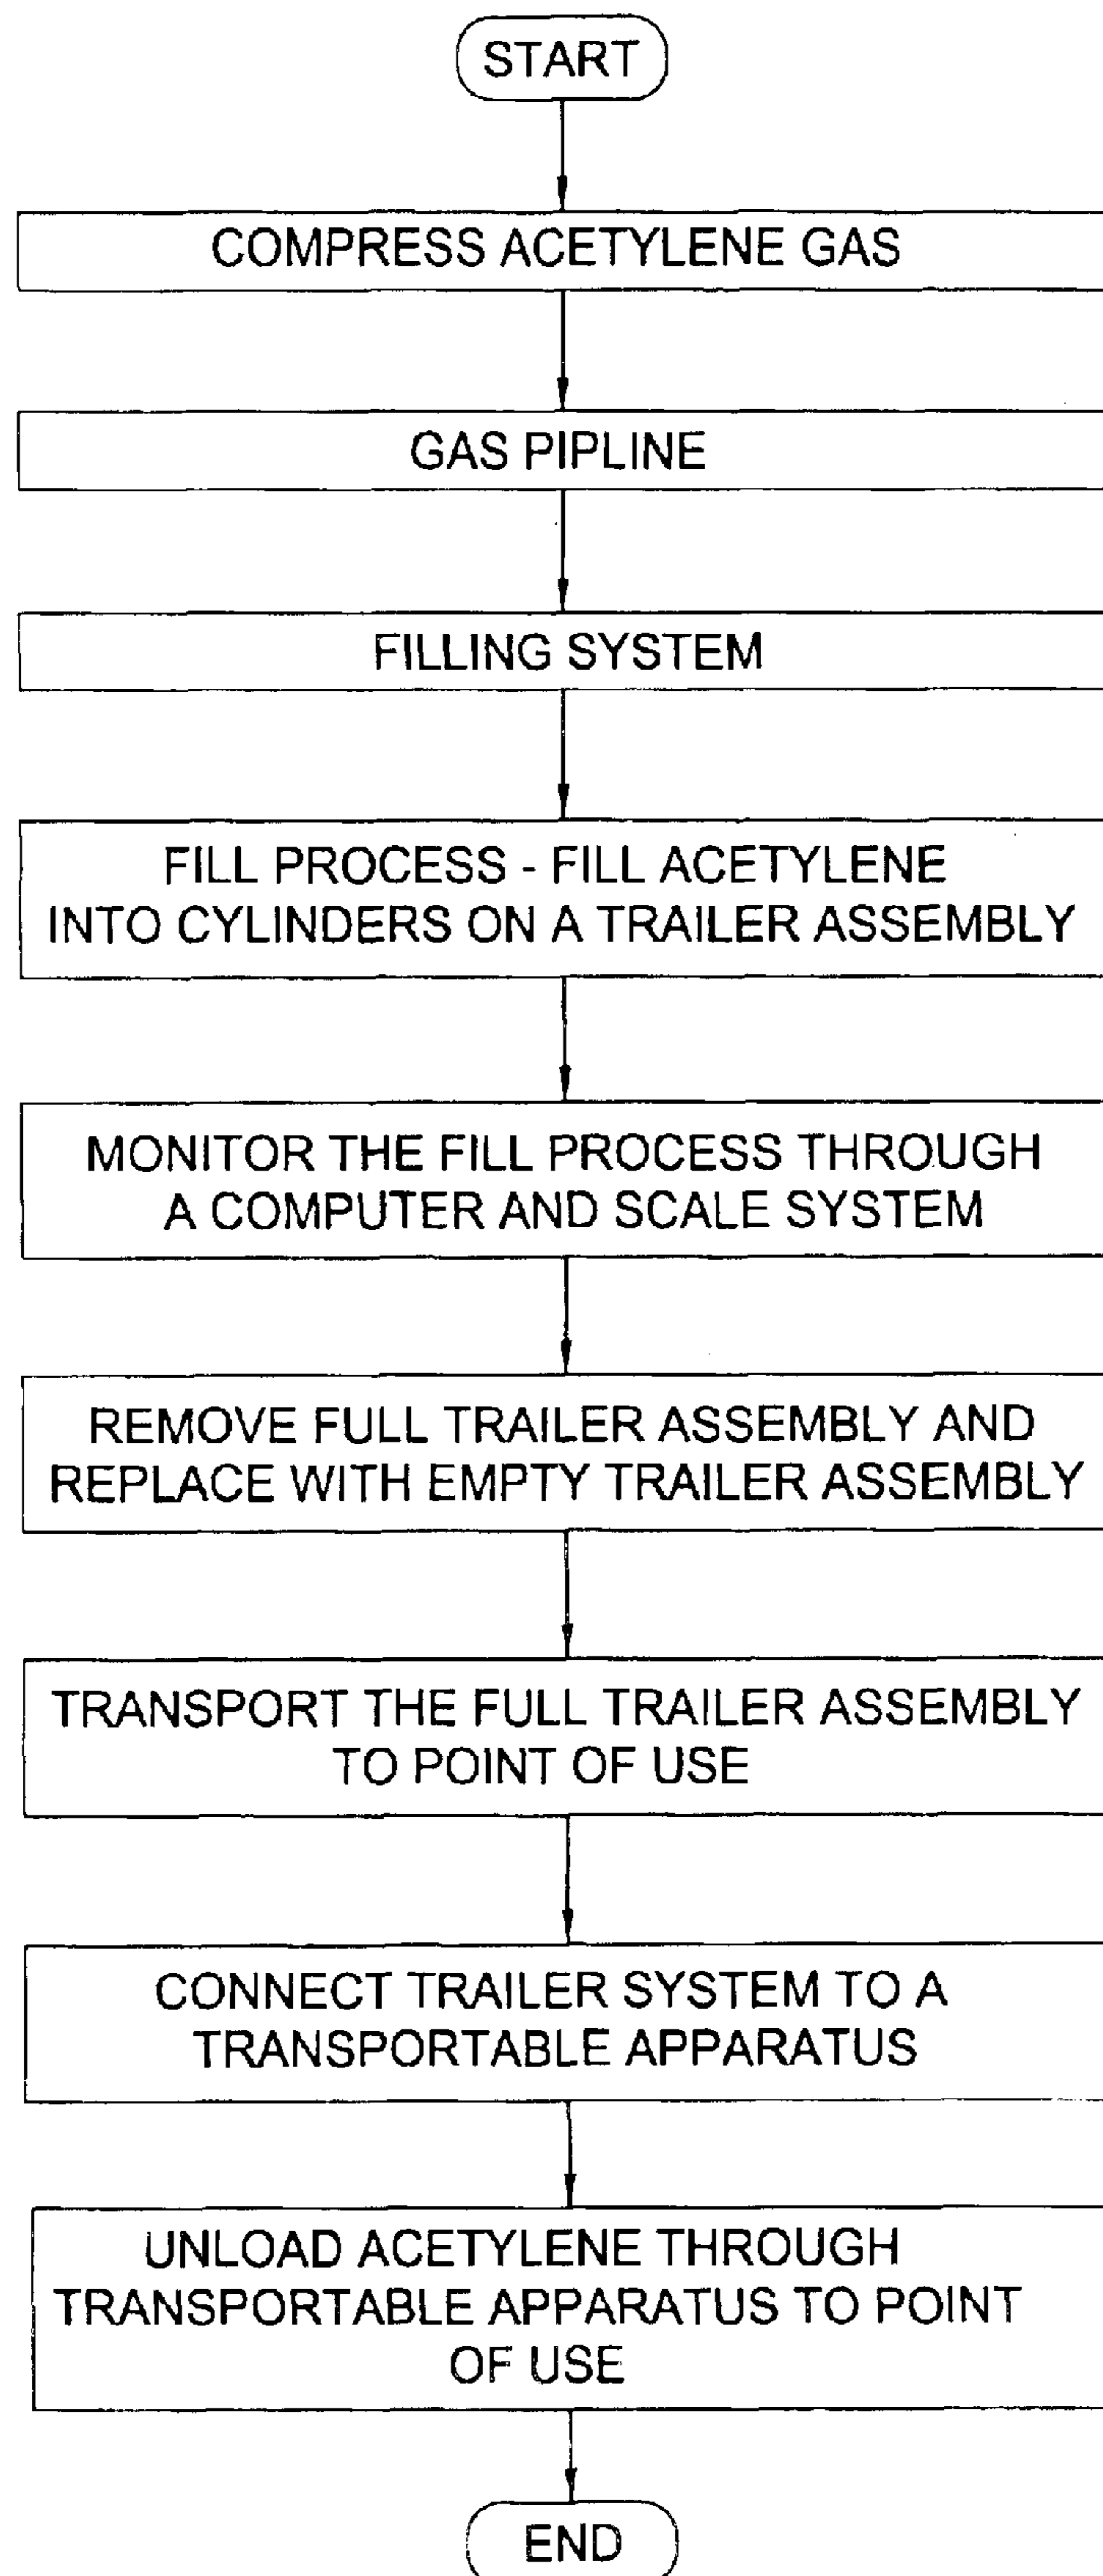 START
COMPRESS ACETYLENE GAS
GAS PIPLINE
FILLING SYSTEM
FILL PROCESS - FILL ACETYLENE
INTO CYLINDERS ON A TRAILER ASSEMBLY
MONITOR THE FILL PROCESS THROUGH
A COMPUTER AND SCALE SYSTEM
REMOVE FULL TRAILER ASSEMBLY AND
REPLACE WITH EMPTY TRAILER ASSEMBLY
TRANSPORT THE FULL TRAILER ASSEMBLY
TO POINT OF USE
CONNECT TRAILER SYSTEM TO A
TRANSPORTABLE APPARATUS
UNLOAD ACETYLENE THROUGH
TRANSPORTABLE APPARATUS TO POINT
OF USE
END